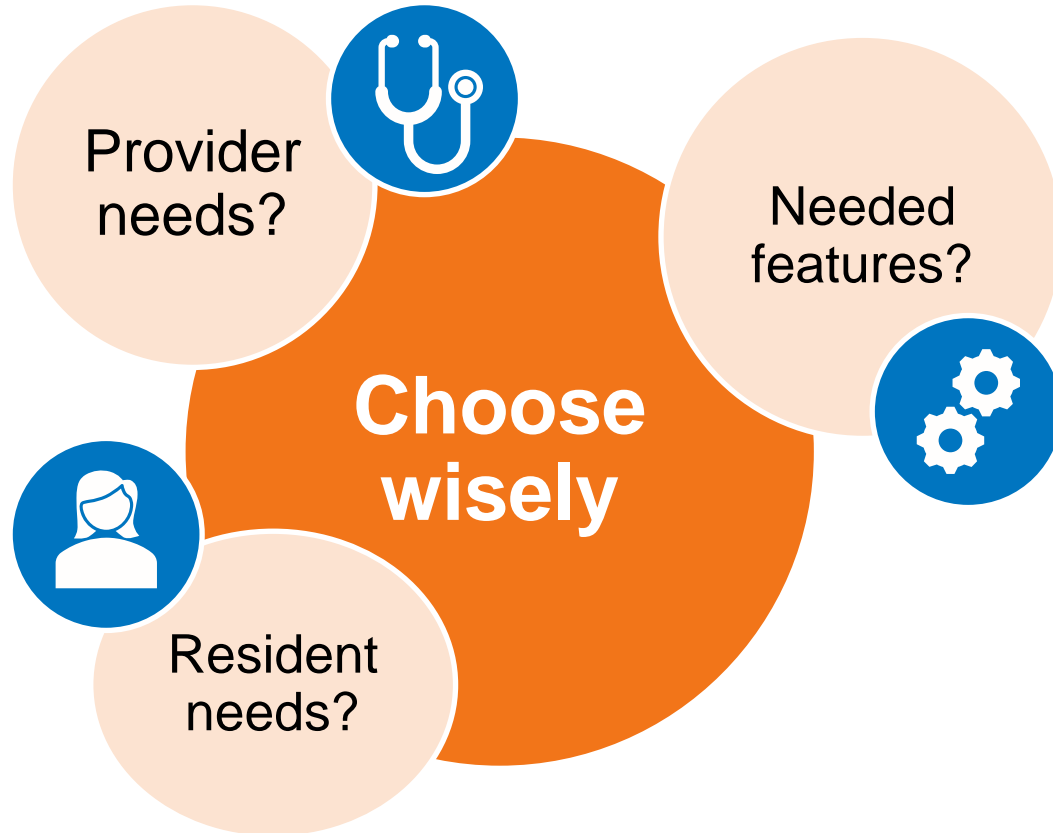 Provider
needs?
Needed
features?
Choose
wisely
Resident
needs?